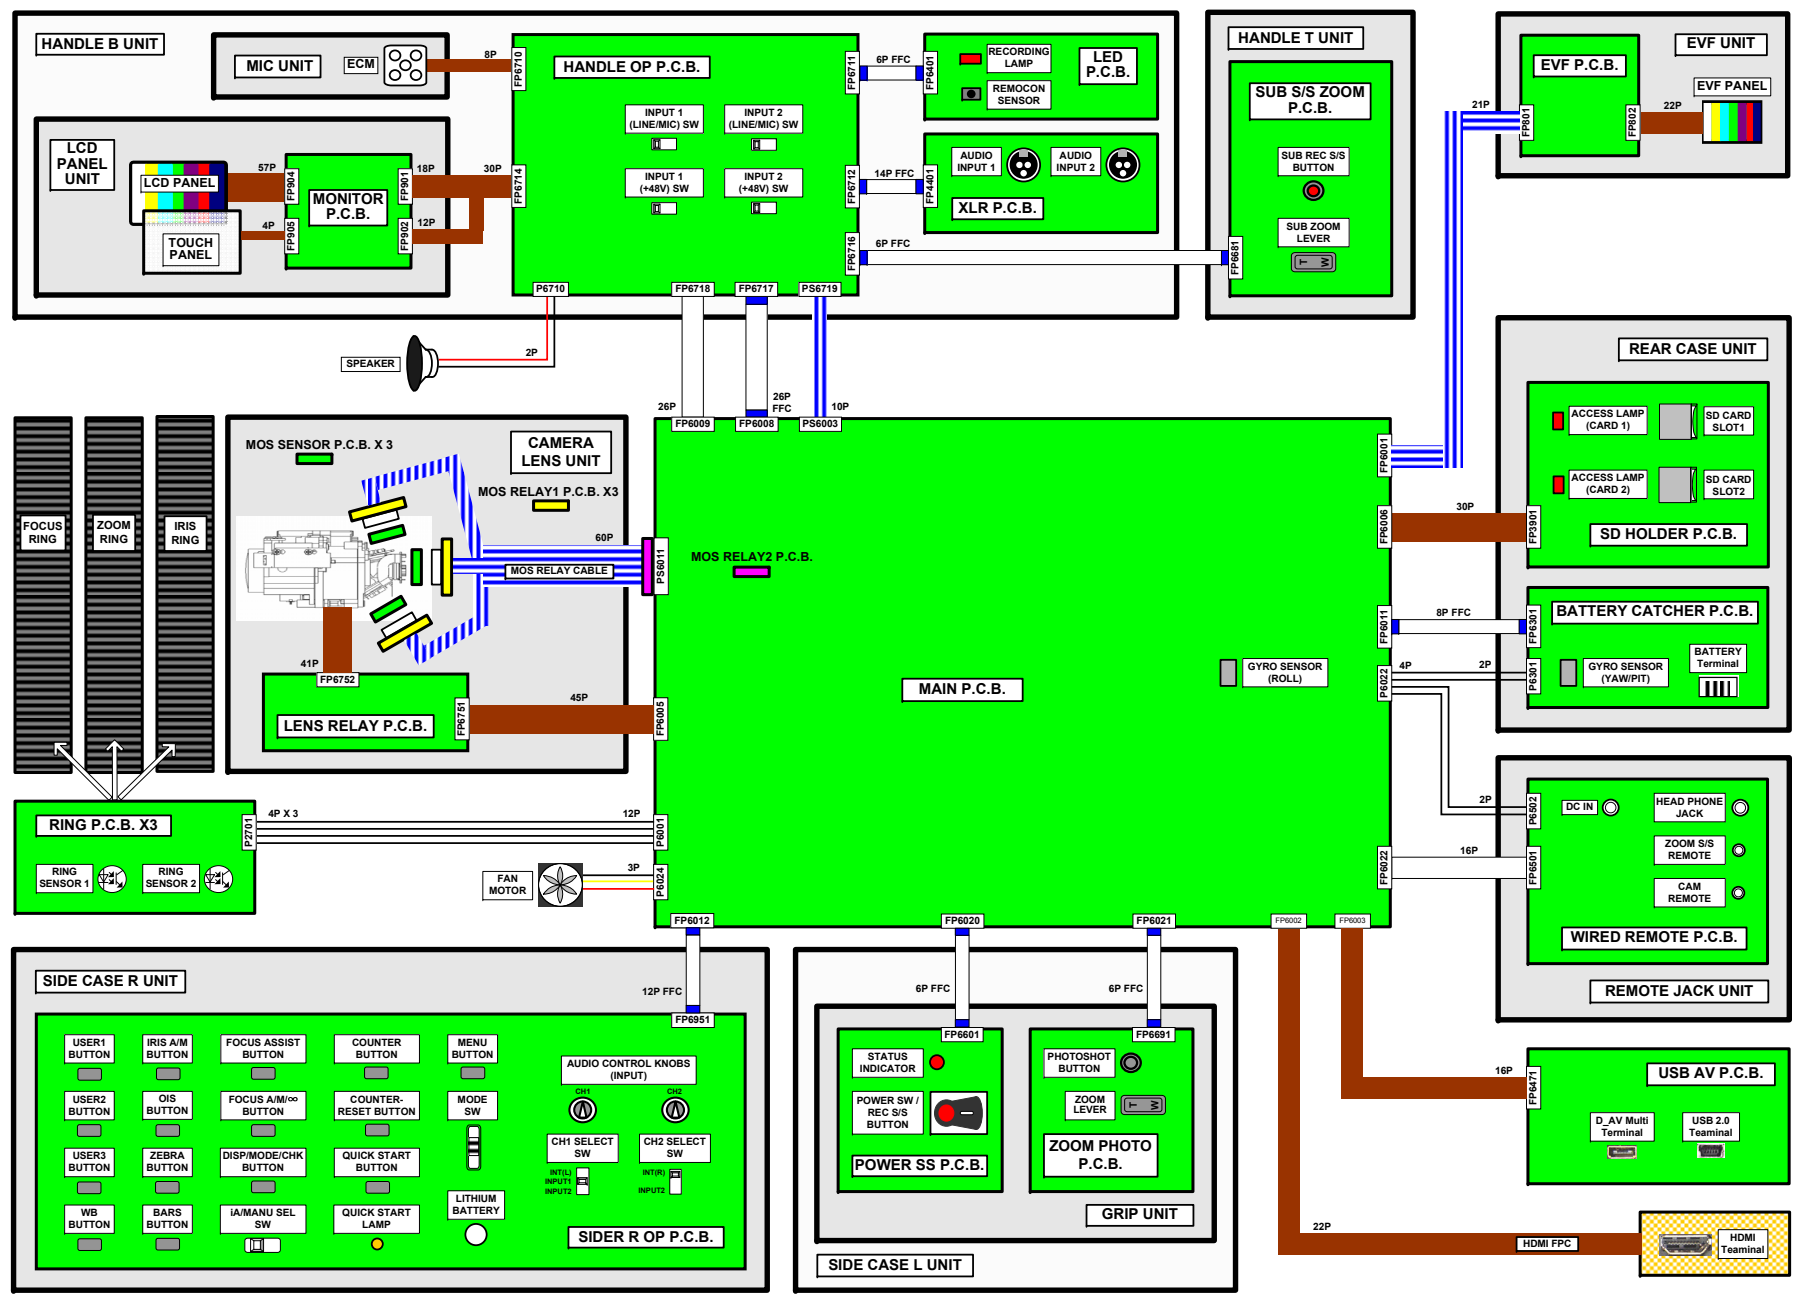 HANDLE B UNIT
MIC UNIT
ECM
8P
FP6710
HANDLE OP P.C.B.
INPUT 1
(LINE/MIC) SW
INPUT 2
(LINE/MIC) SW
INPUT 1
(+48V) SW
INPUT 2
(+48V) SW
FP6711
6P FFC
FP6401
RECORDING
LAMP
REMOCON
SENSOR
LED
P.C.B.
FP6712
14P FFC
FP4401
AUDIO
INPUT 1
AUDIO
INPUT 2
XLR P.C.B.
FP6716
6P FFC
FP6681
LCD
PANEL
UNIT
LCD PANEL
57P
FP904
TOUCH
PANEL
4P
FP905
MONITOR
P.C.B.
FP901
18P
FP902
12P
30P
FP6714
P6710
FP6718
FP6717
PS6719
SPEAKER
2P
HANDLE T UNIT
SUB S/S ZOOM
P.C.B.
SUB REC S/S
BUTTON
SUB ZOOM
LEVER
T W
EVF UNIT
EVF P.C.B.
EVF PANEL
21P
FP801
FP802
22P
REAR CASE UNIT
ACCESS LAMP
(CARD 1)
SD CARD
SLOT1
ACCESS LAMP
(CARD 2)
SD CARD
SLOT2
SD HOLDER P.C.B.
30P
FP3901
BATTERY CATCHER P.C.B.
8P FFC
FP6301
4P
2P
P6301
GYRO SENSOR
(YAW/PIT)
BATTERY
Terminal
26P
FP6009
26P
FFC
FP6008
10P
PS6003
FP6001
FP6006
FP6011
P6022
FP6022
FOCUS
RING
ZOOM
RING
IRIS
RING
CAMERA
LENS UNIT
MOS SENSOR P.C.B. X 3
MOS RELAY1 P.C.B. X3
60P
MOS RELAY CABLE
PS6011
MOS RELAY2 P.C.B.
41P
FP6752
LENS RELAY P.C.B.
FP6751
45P
FP6005
MAIN P.C.B.
GYRO SENSOR
(ROLL)
RING P.C.B. X3
RING
SENSOR 1
RING
SENSOR 2
P2701
4P X 3
12P
P6001
FAN
MOTOR
3P
P6024
FP6012
FP6020
FP6021
FP6002
FP6003
2P
P6502
DC IN
HEAD PHONE
JACK
ZOOM S/S
REMOTE
CAM
REMOTE
16P
FP6501
WIRED REMOTE P.C.B.
REMOTE JACK UNIT
SIDE CASE R UNIT
12P FFC
FP6951
USER1
BUTTON
IRIS A/M
BUTTON
FOCUS ASSIST
BUTTON
COUNTER
BUTTON
MENU
BUTTON
USER2
BUTTON
OIS
BUTTON
FOCUS A/M/∞
BUTTON
COUNTER-
RESET BUTTON
MODE
SW
USER3
BUTTON
ZEBRA
BUTTON
DISP/MODE/CHK
BUTTON
QUICK START
BUTTON
WB
BUTTON
BARS
BUTTON
iA/MANU SEL
SW
QUICK START
LAMP
LITHIUM
BATTERY
AUDIO CONTROL KNOBS
(INPUT)
CH1
CH2
CH1 SELECT
SW
CH2 SELECT
SW
INT(L)
INPUT1
INPUT2
INT(R)
INPUT2
SIDER R OP P.C.B.
6P FFC
FP6601
6P FFC
FP6691
STATUS
INDICATOR
POWER SW /
REC S/S
BUTTON
POWER SS P.C.B.
PHOTOSHOT
BUTTON
ZOOM
LEVER
T W
ZOOM PHOTO
P.C.B.
GRIP UNIT
SIDE CASE L UNIT
16P
FP6471
USB AV P.C.B.
D_AV Multi
Terminal
USB 2.0
Teaminal
22P
HDMI FPC
HDMI
Teaminal